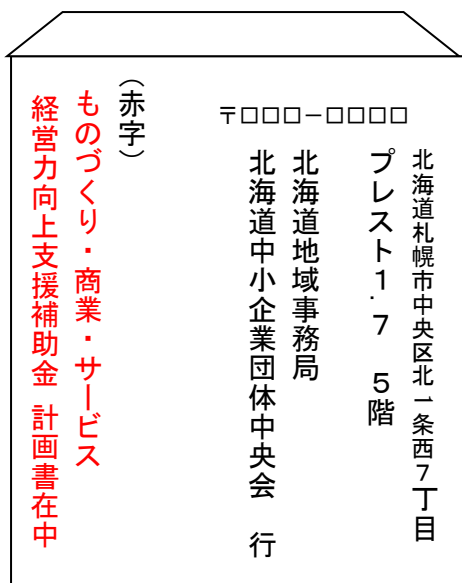 〒□□□－□□□□
北海道札幌市中央区北１条西７丁目
プレスト１．７　５階
北海道地域事務局
北海道中小企業団体中央会　行
（赤字）
ものづくり・商業・サービス
経営力向上支援補助金 計画書在中